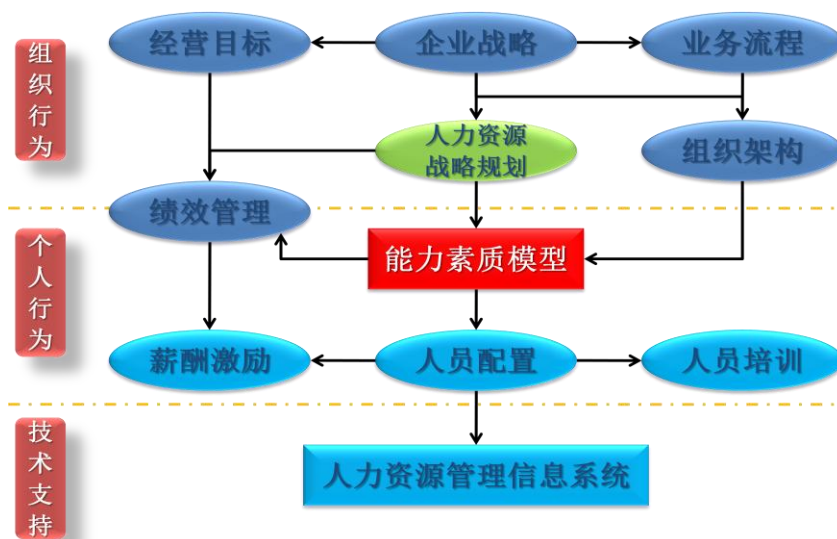 组织行为
经营目标
企业战略
业务流程
人力资源
战略规划
组织架构
绩效管理
个人行为
能力素质模型
薪酬激励
人员配置
人员培训
技术支持
人力资源管理信息系统